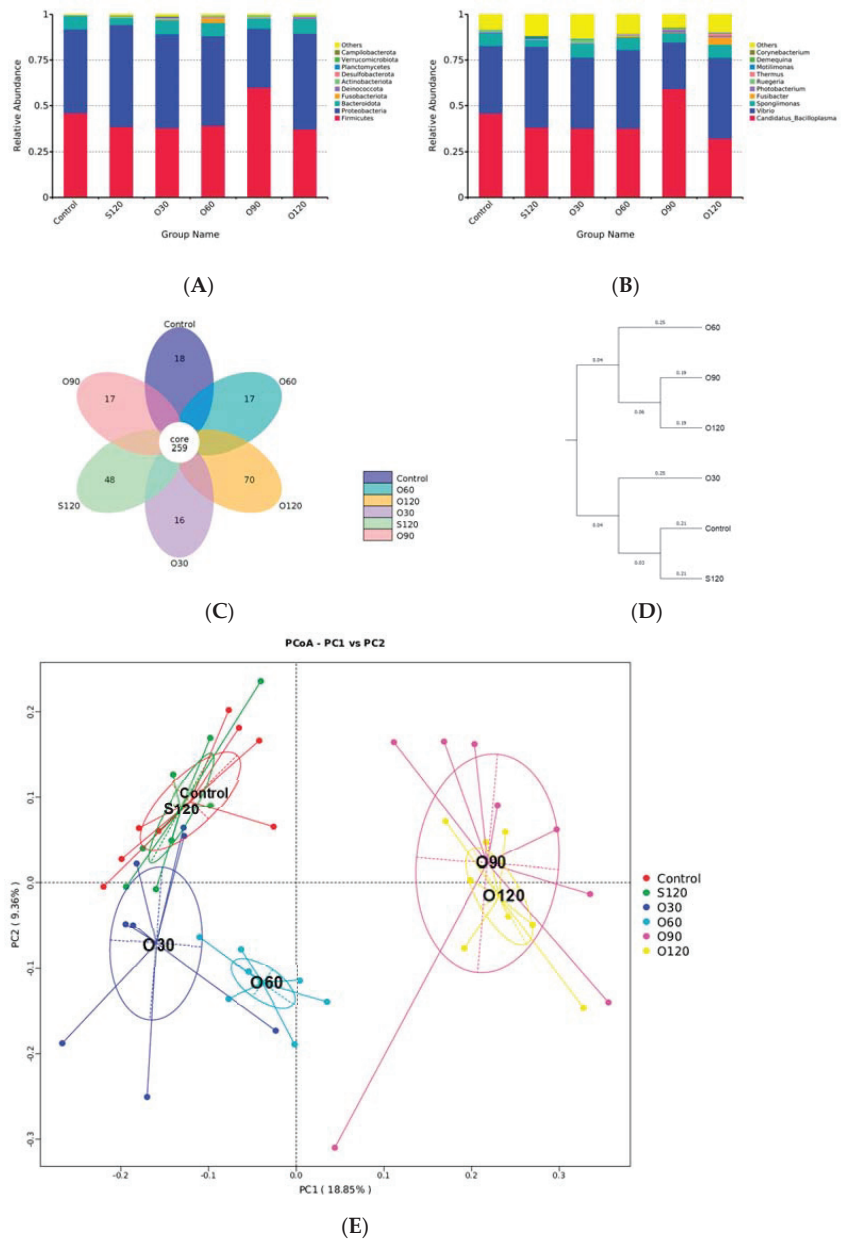 1
0.75
0.5
0.25
0
Relative Abundance
Control
S120
O30
O60
O90
O120
Group Name
Others
Campilobacterota
Verrucomicrobiota
Planctomycetes
Desulfobacterota
Actinobacteriota
Deinococcota
Fusobacteriota
Bacteroidota
Proteobacteria
Firmicutes
(A)
1
0.75
0.5
0.25
0
Relative Abundance
Control
S120
O30
O60
O90
O120
Group Name
Others
Corynebacterium
Demequina
Motilimonas
Thermus
Ruegeria
Photobacterium
Fusibacter
Spongiimonas
Vibrio
Candidatus_Bacilloplasma
(B)
Control
18
O90
17
O60
17
core
259
S120
48
O120
70
16
O30
Control
O60
O120
O30
S120
O90
(C)
0.25
O60
0.04
0.19
O90
0.06
0.19
O120
0.25
O30
0.04
0.21
Control
0.03
0.21
S120
(D)
PCoA - PC1 vs PC2
PC2 ( 9.36% )
0.2
0.1
0.0
-0.1
-0.2
-0.3
Control
S120
O30
O60
O90
O120
Control
S120
O30
O60
O90
O120
-0.2
-0.1
0.0
0.1
0.2
0.3
PC1 ( 18.85% )
(E)